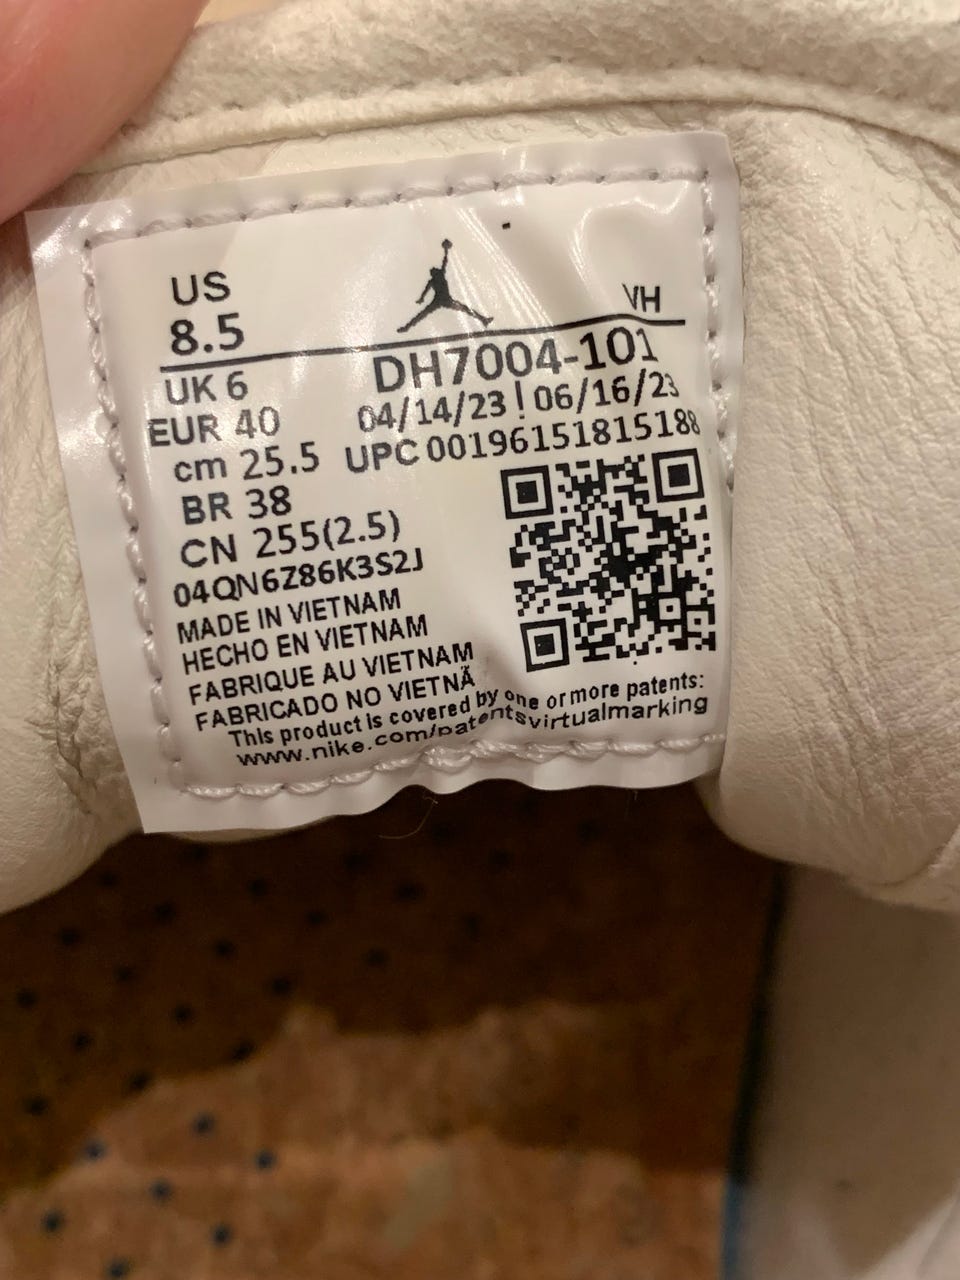 US
8.5
VH
UK 6
DH7004-101
EUR 40
04/14/23 | 06/16/23
cm 25.5
UPC 00196151815188
BR 38
CN 255(2.5)
04QN6Z86K3S2J
MADE IN VIETNAM
HECHO EN VIETNAM
FABRIQUE AU VIETNAM
FABRICADO NO VIETNÃ
This product is covered by one or more patents:
www.nike.com/patentsvirtualmarking